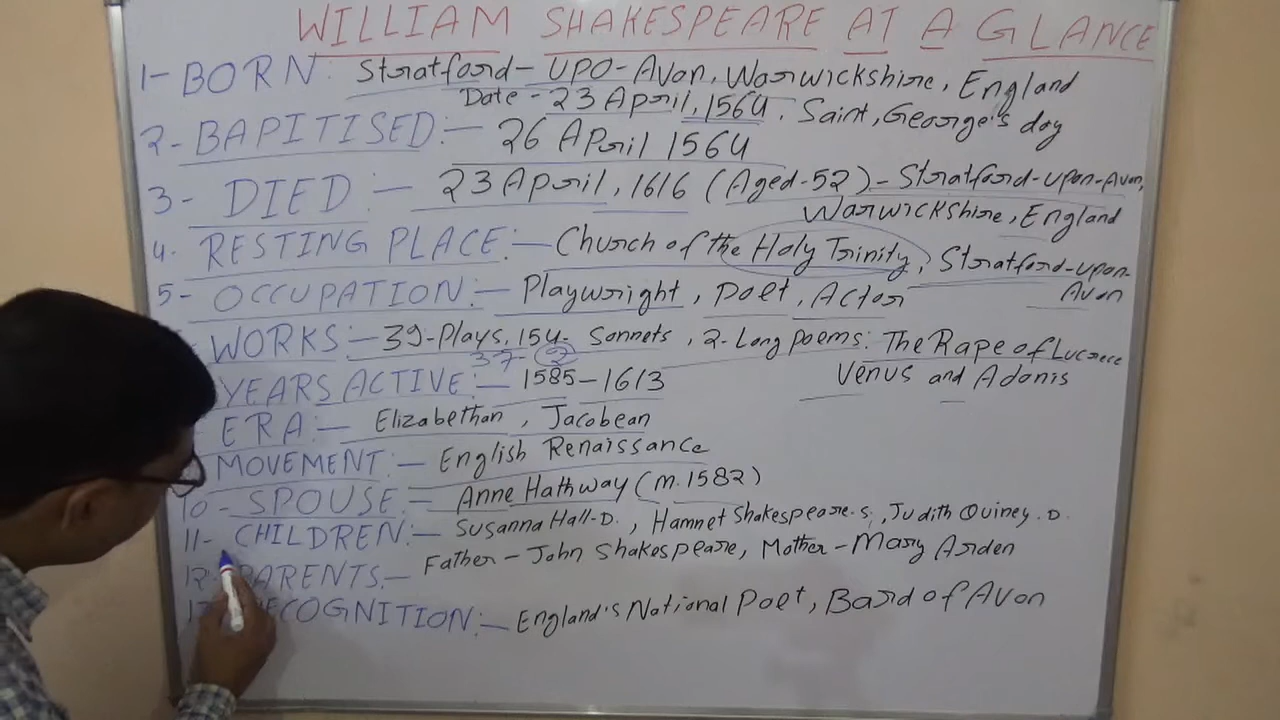 WILLIAM SHAKESPEARE AT A GLANCE
1- BORN: Stratford- UPO-Avon, Warwickshire, England
Date - 23 April, 1564. Saint, George's day
2- BAPITISED:- 26 April 1564
3- DIED:- 23 April, 1616 (Aged-52)- Stratford-upon-Avon,
Warwickshire, England
4. RESTING PLACE:- Church of the Holy Trinity, Stratford-upon-
Avon
5- OCCUPATION:- Playwright, poet, Actor
WORKS:- 39-Plays, 154- Sonnets, 2-Long poems: The Rape of Lucrece
37- 2
Venus and Adonis
YEARS ACTIVE:- 1585-1613
ERA:- Elizabethan, Jacobean
MOVEMENT:- English Renaissance
10- SPOUSE:- Anne Hathway (m.1582)
11- CHILDREN:- Susanna Hall-D., Hamnet Shakespeare.s, Judith Quiney.D.
12- PARENTS:- Father-John Shakespeare, Mother-Mary Arden
RECOGNITION:- England's National Poet, Bard of Avon